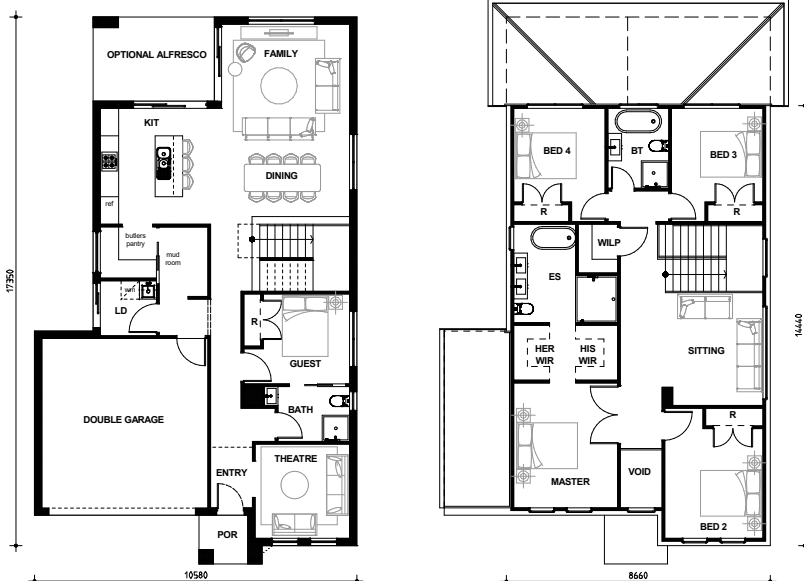 OPTIONAL ALFRESCO
FAMILY
KIT
DINING
ref
butlers
pantry
mud
room
wm
LD
R
GUEST
BATH
DOUBLE GARAGE
THEATRE
ENTRY
POR
17350
10580
BED 4
BT
BED 3
R
R
WILP
ES
HER
WIR
HIS
WIR
SITTING
R
MASTER
VOID
BED 2
14440
8660